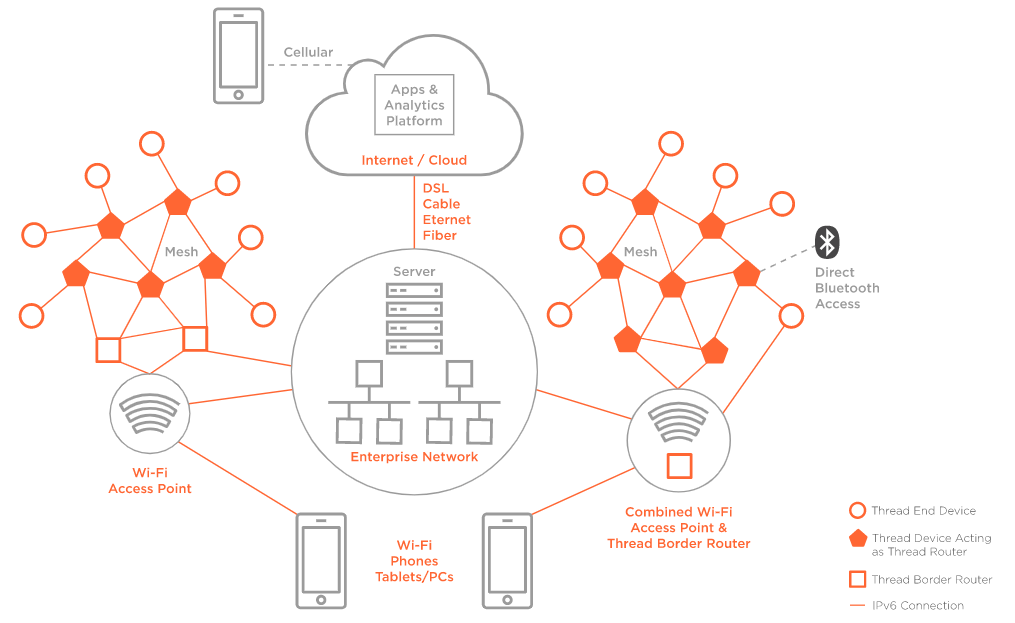 Cellular
Apps &
Analytics
Platform
Internet / Cloud
DSL
Cable
Eternet
Fiber
Mesh
Mesh
Direct
Bluetooth
Access
Server
Enterprise Network
Wi-Fi
Access Point
Combined Wi-Fi
Access Point &
Thread Border Router
Wi-Fi
Phones
Tablets/PCs
Thread End Device
Thread Device Acting
as Thread Router
Thread Border Router
IPv6 Connection